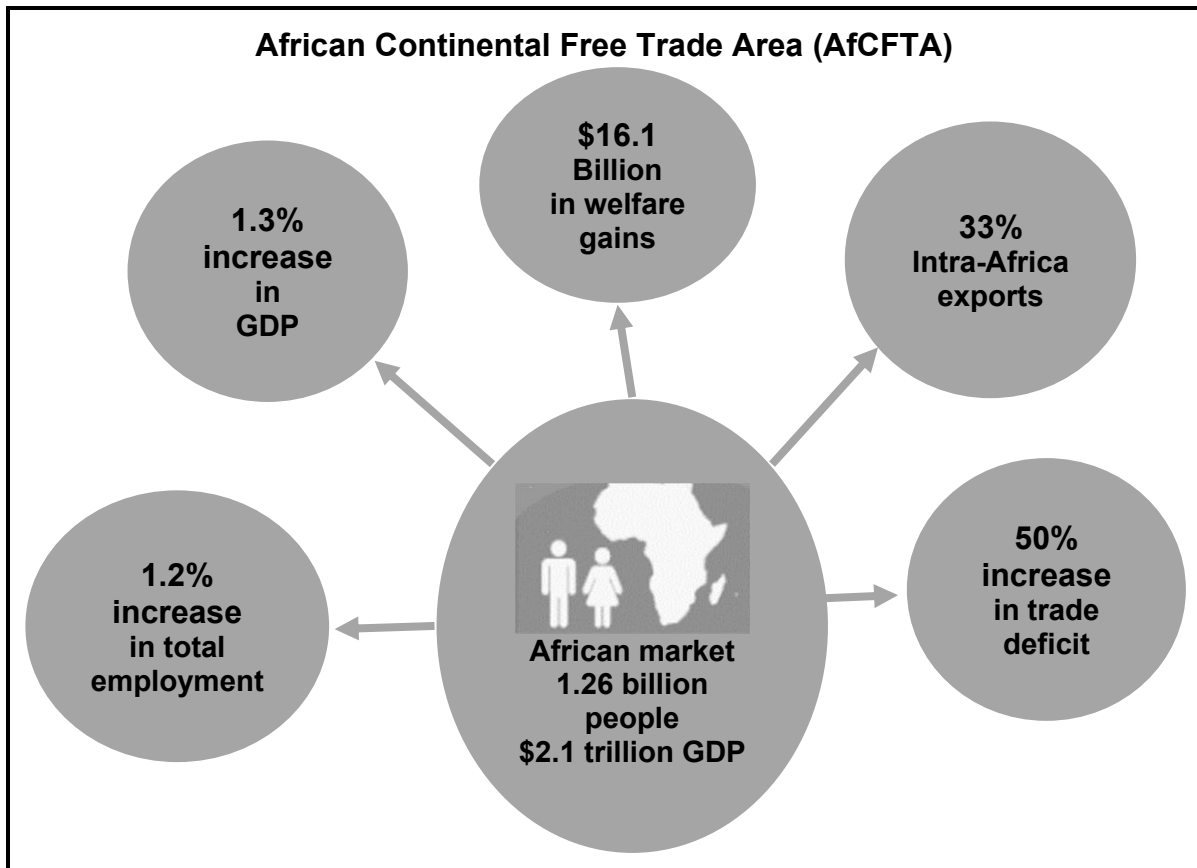 African Continental Free Trade Area (AfCFTA)
$16.1
Billion
in welfare
gains
1.3%
increase
in
GDP
33%
Intra-Africa
exports
1.2%
increase
in total
employment
50%
increase
in trade
deficit
African market
1.26 billion
people
$2.1 trillion GDP